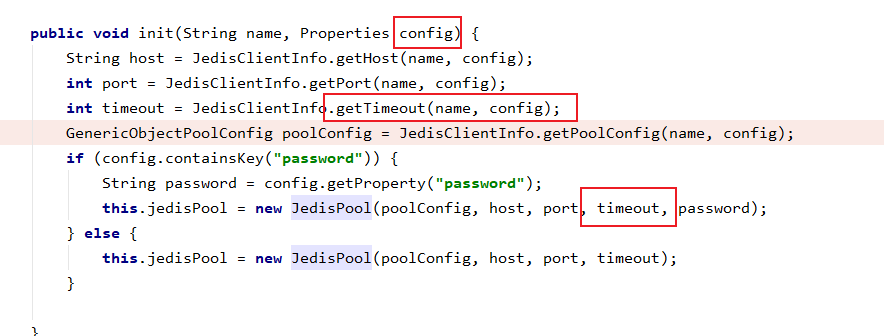 public void init(String name, Properties config) {
String host = JedisClientInfo.getHost(name, config);
int port = JedisClientInfo.getPort(name, config);
int timeout = JedisClientInfo.getTimeout(name, config);
GenericObjectPoolConfig poolConfig = JedisClientInfo.getPoolConfig(name, config);
if (config.containsKey("password")) {
String password = config.getProperty("password");
this.jedisPool = new JedisPool(poolConfig, host, port, timeout, password);
} else {
this.jedisPool = new JedisPool(poolConfig, host, port, timeout);
}
}